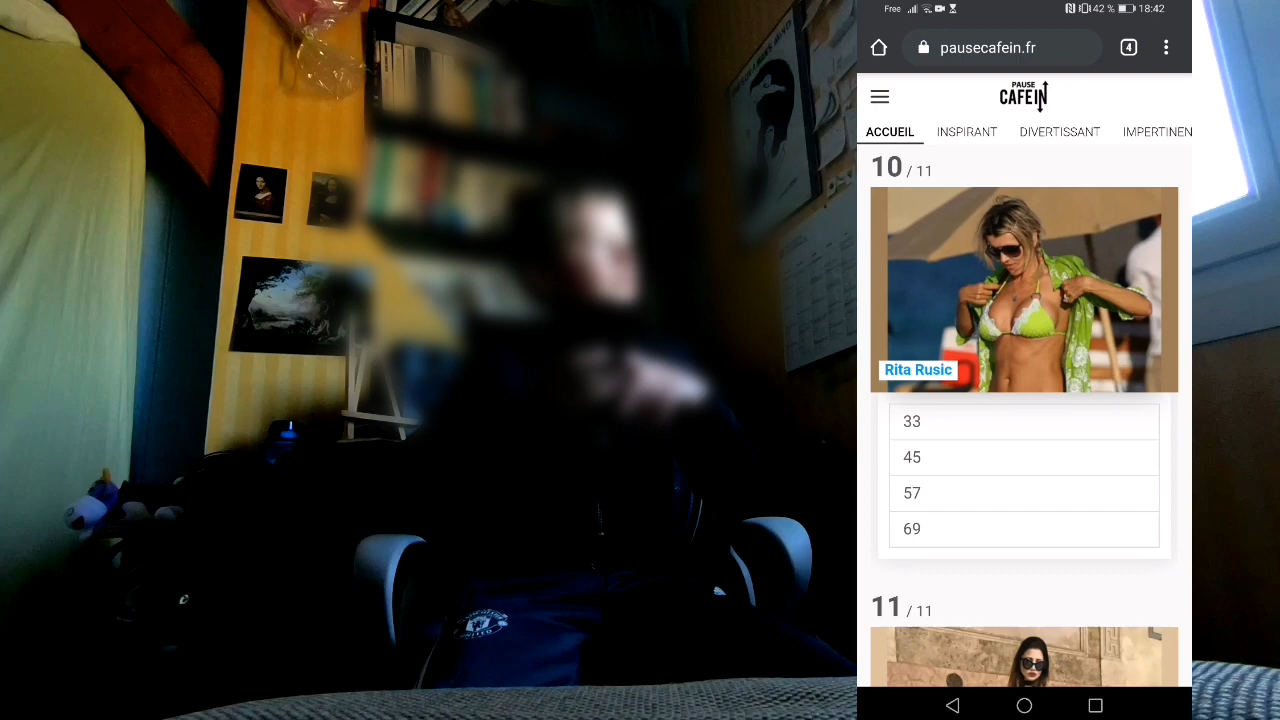 Free
42 %
18:42
pausecafein.fr
4
PAUSE
CAFEIN
ACCUEIL
INSPIRANT
DIVERTISSANT
IMPERTINEN
10 / 11
Rita Rusic
33
45
57
69
11 / 11
UNITED